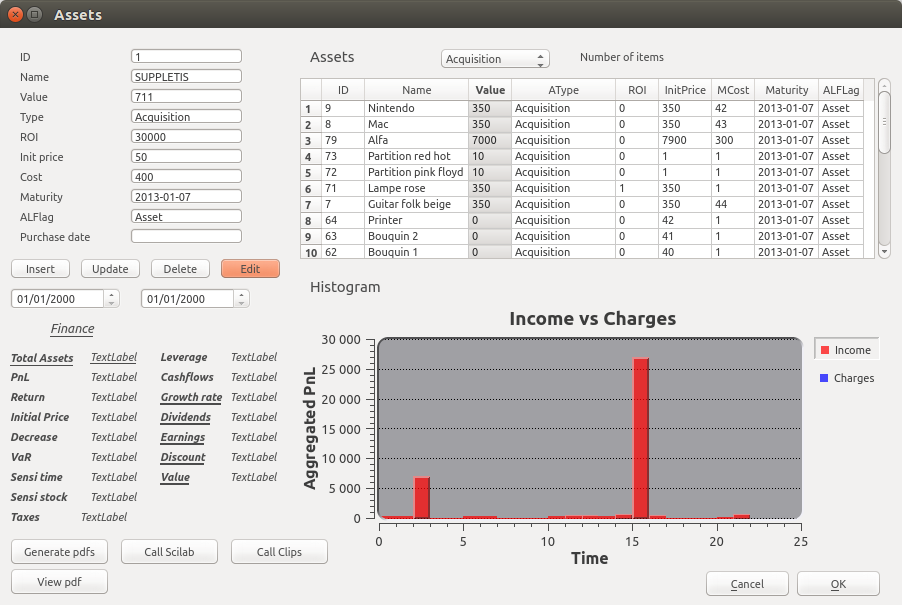 Assets
ID 1
Name SUPPLETIS
Value 711
Type Acquisition
ROI 30000
Init price 50
Cost 400
Maturity 2013-01-07
ALFlag Asset
Purchase date
Insert Update Delete Edit
01/01/2000 01/01/2000
Finance
Total Assets TextLabel Leverage TextLabel
PnL TextLabel Cashflows TextLabel
Return TextLabel Growth rate TextLabel
Initial Price TextLabel Dividends TextLabel
Decrease TextLabel Earnings TextLabel
VaR TextLabel Discount TextLabel
Sensi time TextLabel Value TextLabel
Sensi stock TextLabel
Taxes TextLabel
Generate pdfs Call Scilab Call Clips
View pdf
Assets Acquisition Number of items
ID Name Value AType ROI InitPrice MCost Maturity ALFLag
1 9 Nintendo 350 Acquisition 0 350 42 2013-01-07 Asset
2 8 Mac 350 Acquisition 0 350 43 2013-01-07 Asset
3 79 Alfa 7000 Acquisition 0 7900 300 2013-01-07 Asset
4 73 Partition red hot 10 Acquisition 0 1 1 2013-01-07 Asset
5 72 Partition pink floyd 10 Acquisition 0 1 1 2013-01-07 Asset
6 71 Lampe rose 350 Acquisition 1 350 1 2013-01-07 Asset
7 7 Guitar folk beige 350 Acquisition 0 350 44 2013-01-07 Asset
8 64 Printer 0 Acquisition 0 42 1 2013-01-07 Asset
9 63 Bouquin 2 0 Acquisition 0 41 1 2013-01-07 Asset
10 62 Bouquin 1 0 Acquisition 0 40 1 2013-01-07 Asset
Histogram
Income vs Charges
Aggregated PnL
30 000
25 000
20 000
15 000
10 000
5 000
0
0 5 10 15 20 25
Time
Income
Charges
Cancel OK